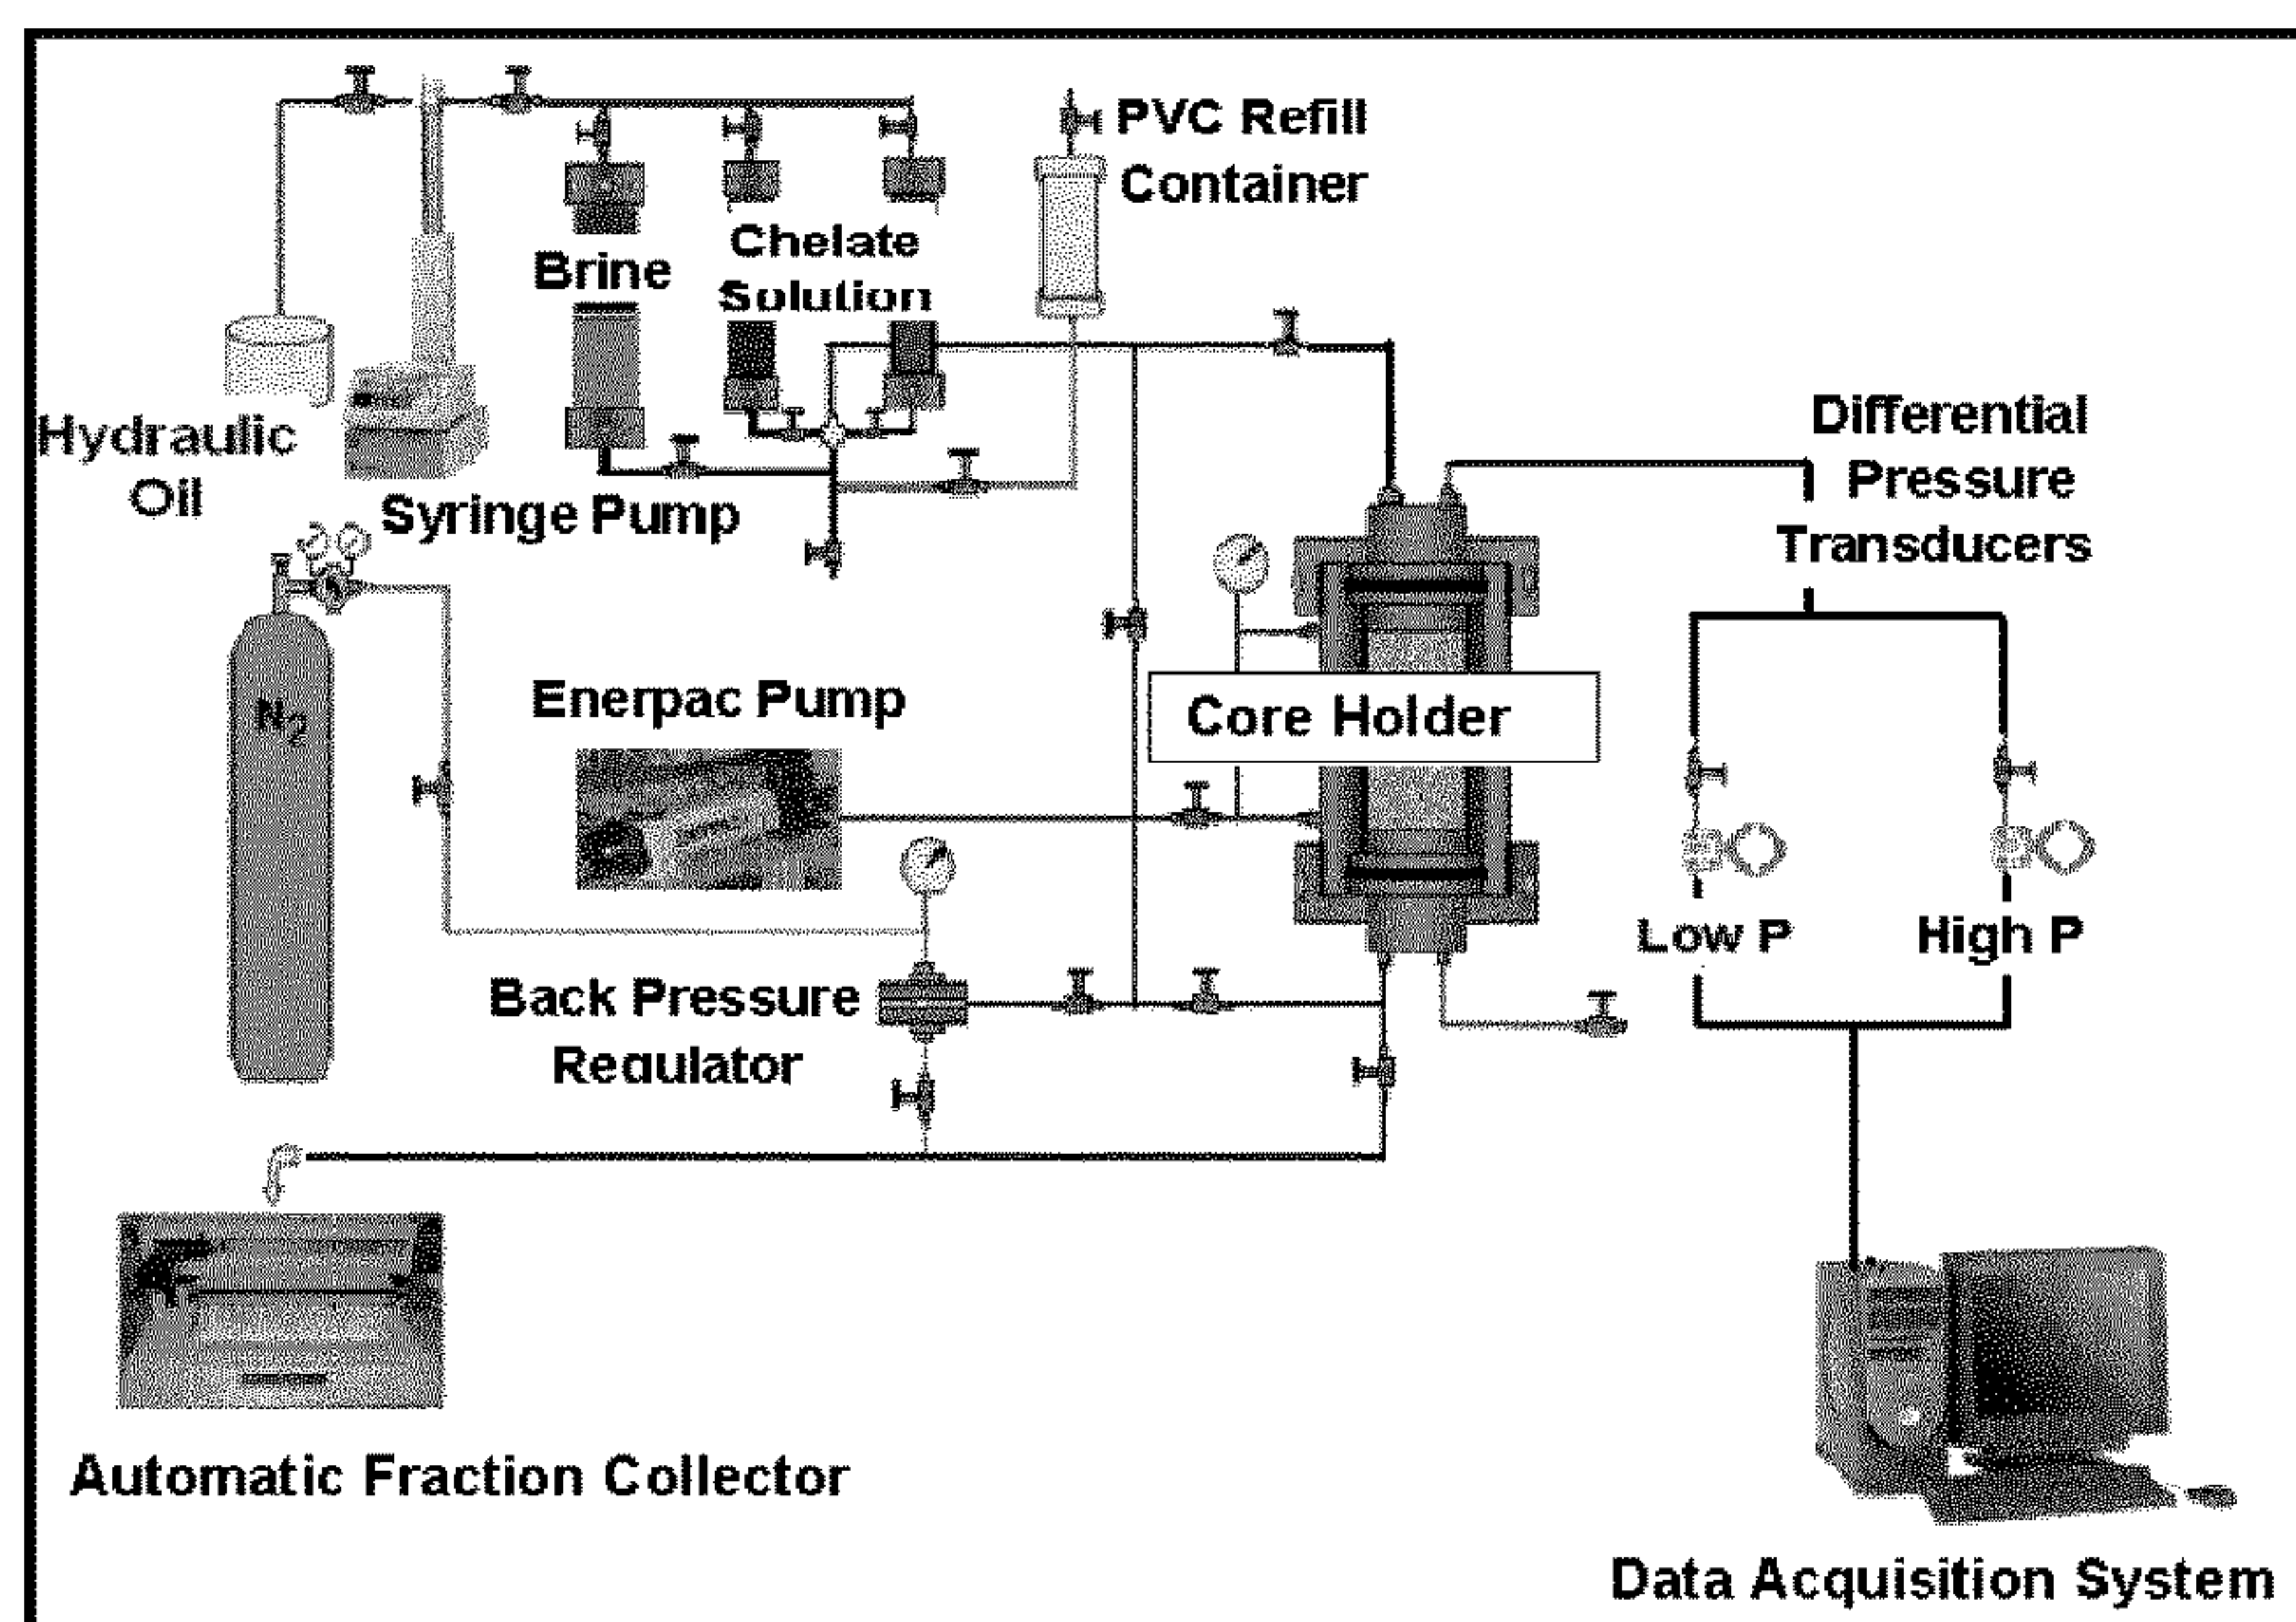 PVC Refill
Container
Chelate
Solution
Brine
Hydraulic
Oil
Syringe Pump
Differential
Pressure
Transducers
N2
Enerpac Pump
Core Holder
Low P
High P
Back Pressure
Regulator
Automatic Fraction Collector
Data Acquisition System